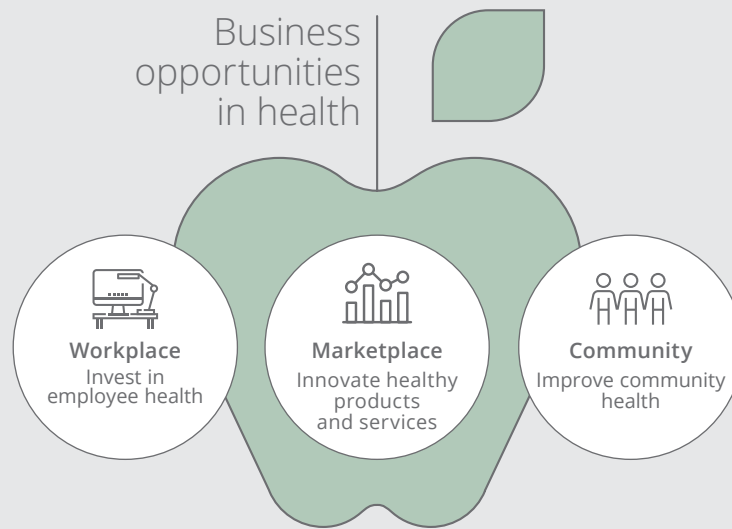 Business
opportunities
in health
Workplace
Invest in
employee health
Marketplace
Innovate healthy
products
and services
Community
Improve community
health